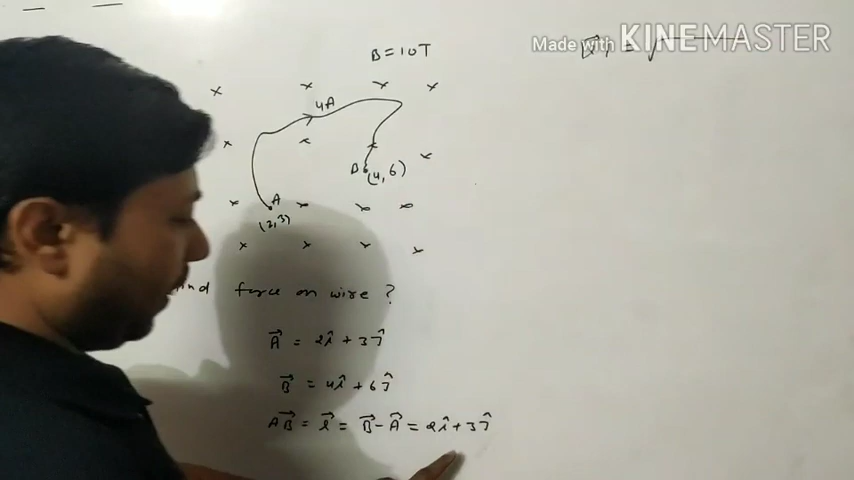 B = 10T
Made with KINEMASTER
4A
B (4, 6)
A
(2, 3)
force on wire ?
A⃗ = 2î + 3ĵ
B⃗ = 4î + 6ĵ
AB⃗ = l⃗ = B⃗ - A⃗ = 2î + 3ĵ